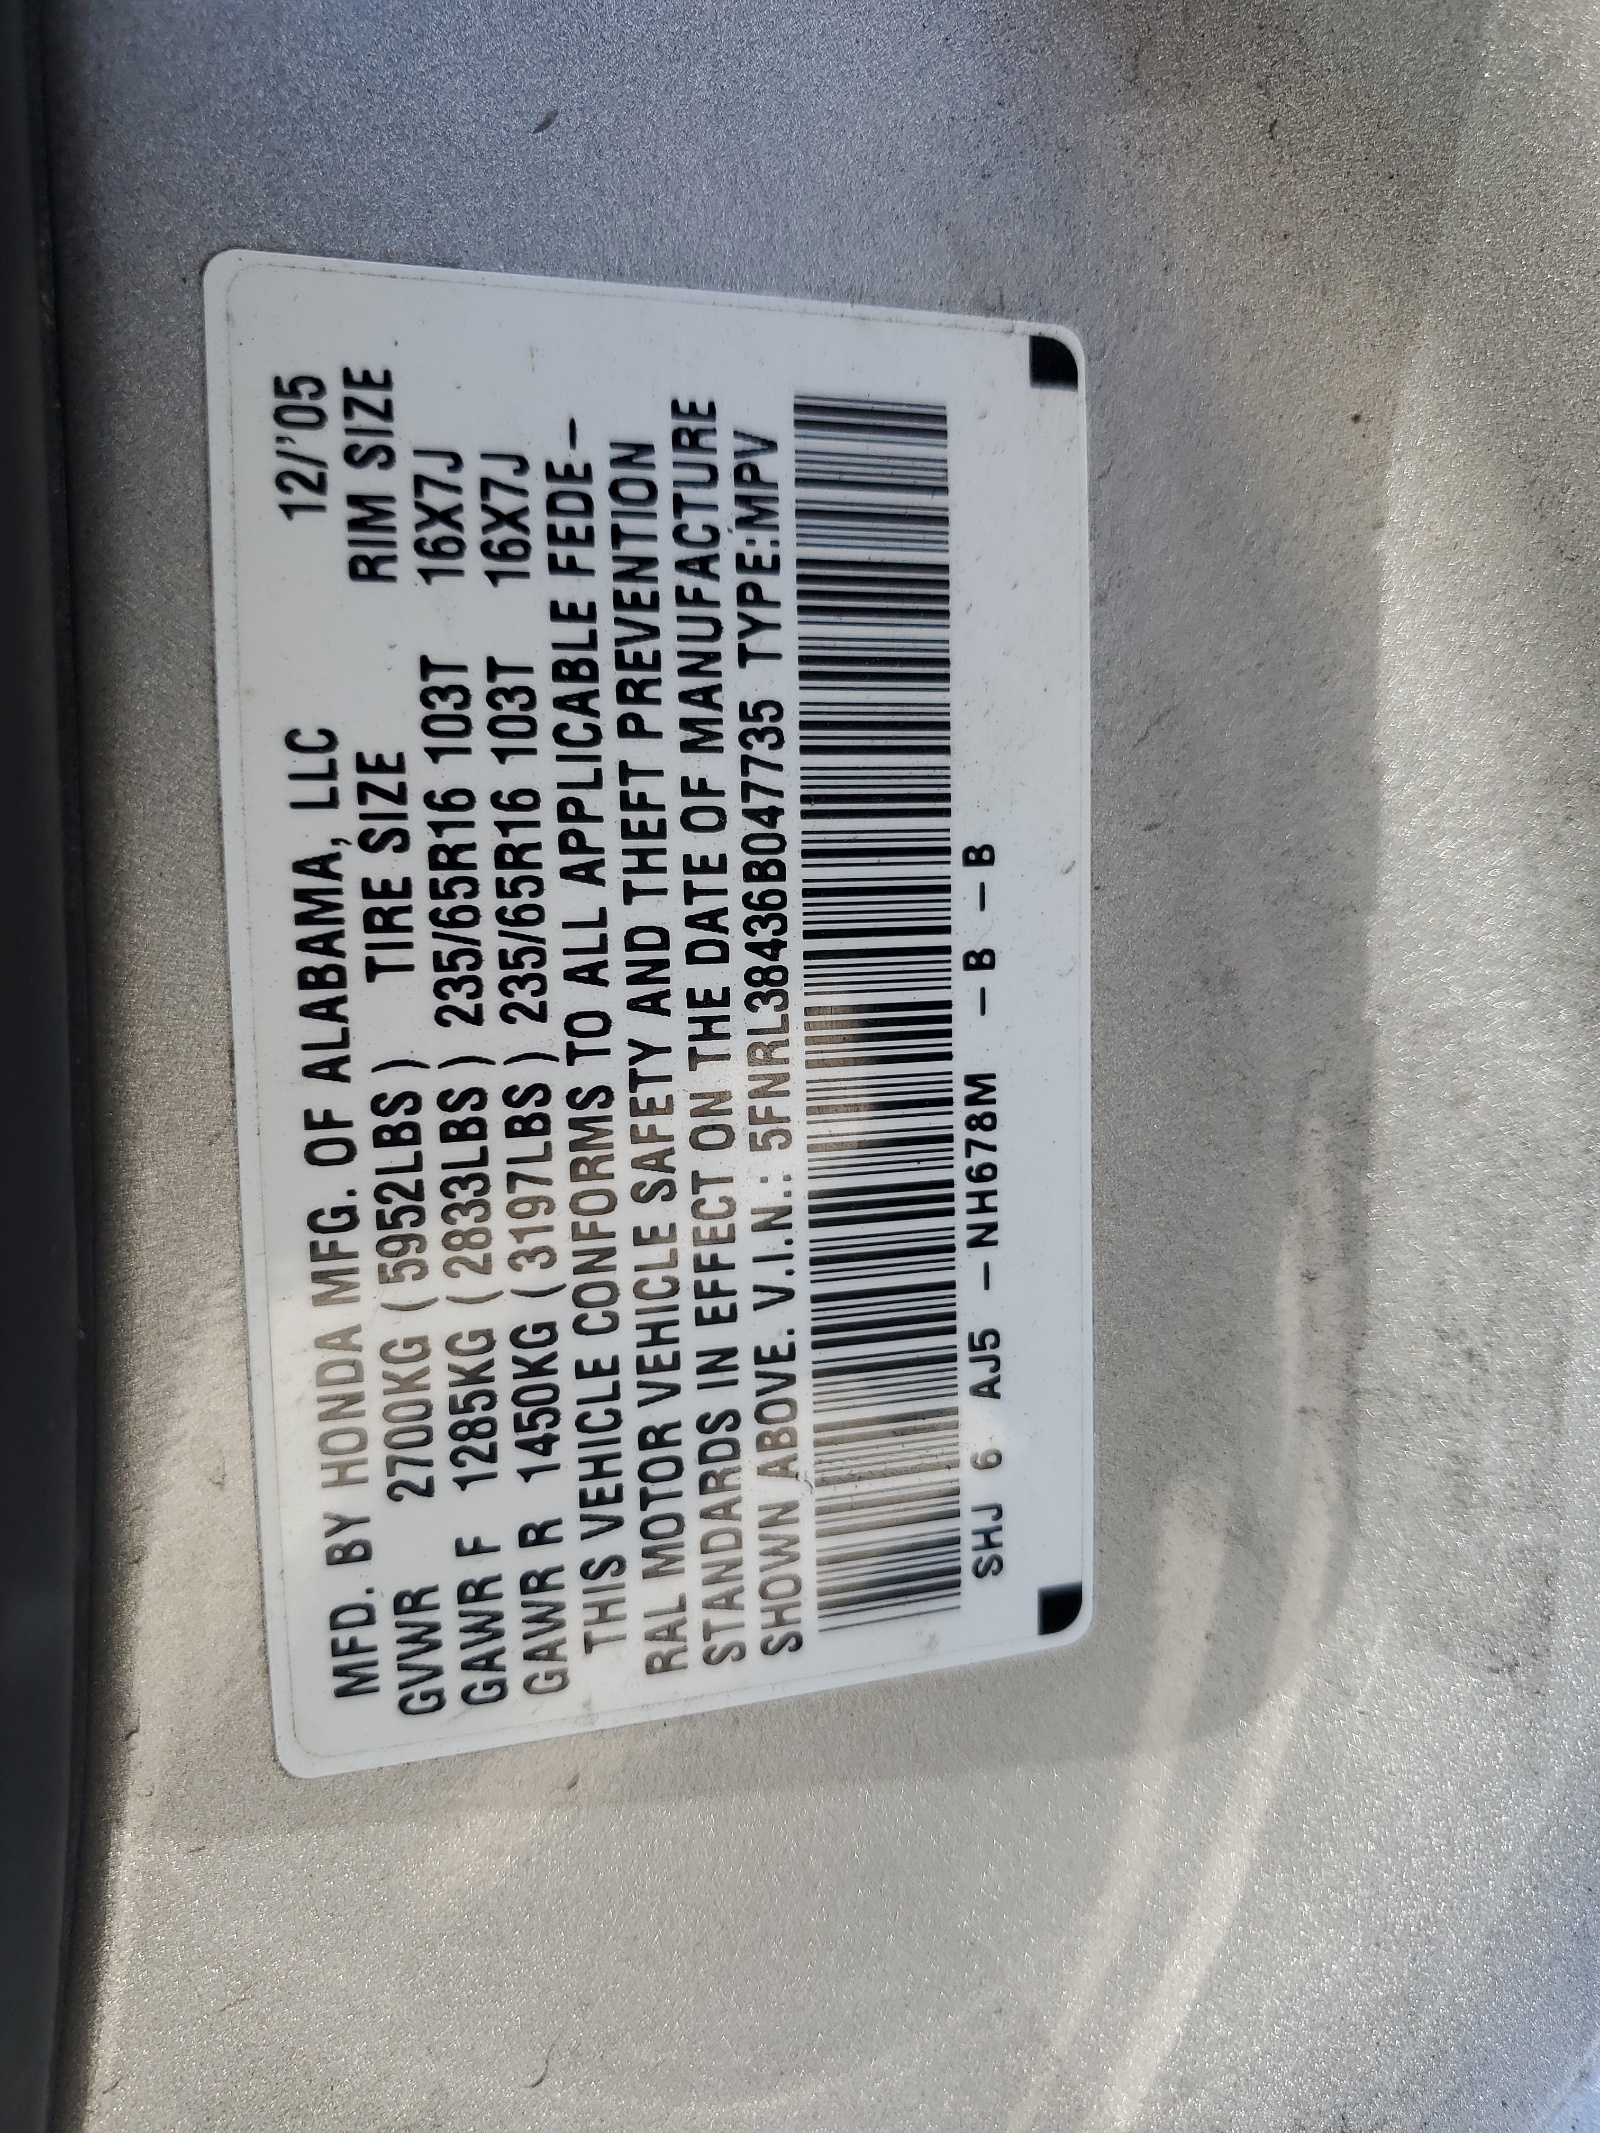 MFD. BY HONDA MFG. OF ALABAMA, LLC 12/'05
TIRE SIZE RIM SIZE
GVWR 2700KG ( 5952LBS )
GAWR F 1285KG ( 2833LBS ) 235/65R16 103T 16X7J
GAWR R 1450KG ( 3197LBS ) 235/65R16 103T 16X7J
THIS VEHICLE CONFORMS TO ALL APPLICABLE FEDE-
RAL MOTOR VEHICLE SAFETY AND THEFT PREVENTION
STANDARDS IN EFFECT ON THE DATE OF MANUFACTURE
SHOWN ABOVE. V.I.N.: 5FNRL38436B047735 TYPE:MPV
SHJ 6 AJ5 - NH678M - B - B